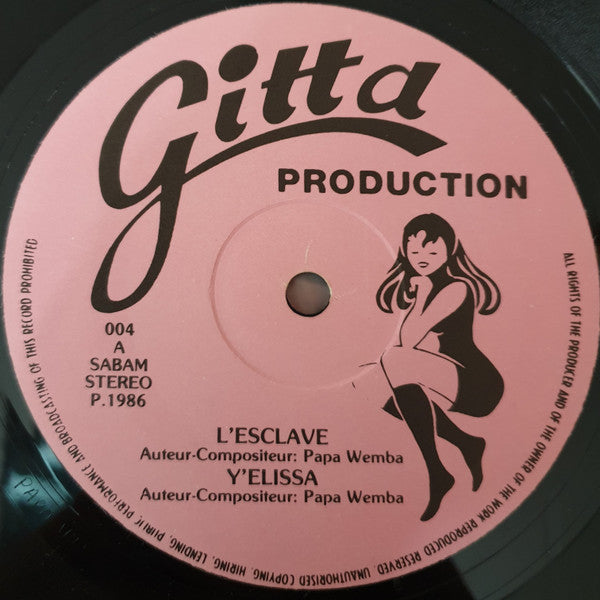 Gitta
PRODUCTION
004
A
SABAM
STEREO
P.1986
L'ESCLAVE
Auteur-Compositeur: Papa Wemba
Y'ELISSA
Auteur-Compositeur: Papa Wemba
ALL RIGHTS OF THE PRODUCER AND OF THE OWNER OF THE WORK REPRODUCED RESERVED. UNAUTHORISED COPYING, HIRING, LENDING, PUBLIC PERFORMANCE AND BROADCASTING OF THIS RECORD PROHIBITED